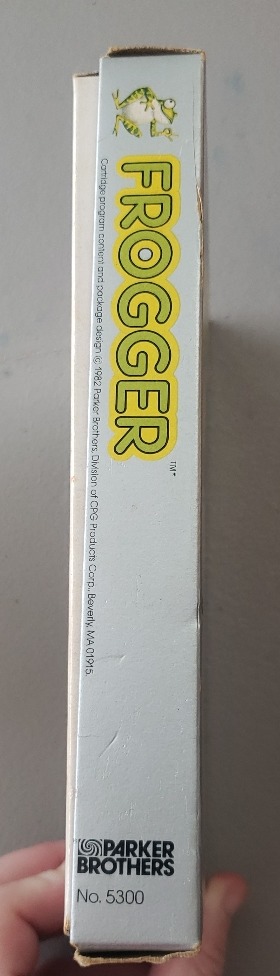 FROGGER
TM*
Cartridge program content and package design © 1982 Parker Brothers, Division of CPG Products Corp., Beverly, MA 01915.
PARKER
BROTHERS
No. 5300